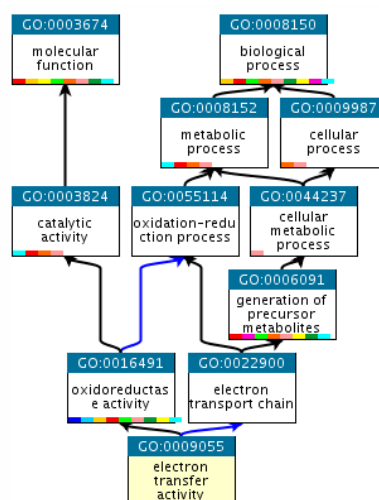 GO:0003674
molecular
function
GO:0008150
biological
process
GO:0008152
metabolic
process
GO:0009987
cellular
process
GO:0003824
catalytic
activity
GO:0055114
oxidation-redu
ction process
GO:0044237
cellular
metabolic
process
GO:0006091
generation of
precursor
metabolites
GO:0016491
oxidoreductas
e activity
GO:0022900
electron
transport chain
GO:0009055
electron
transfer
activity